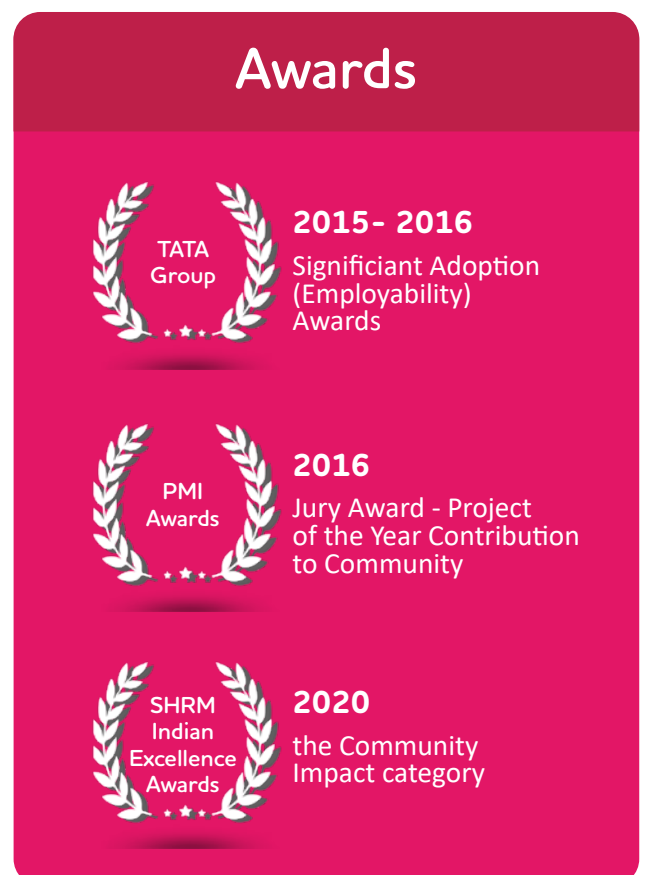 Awards
TATA
Group
2015- 2016
Significiant Adoption
(Employability)
Awards
PMI
Awards
2016
Jury Award - Project
of the Year Contribution
to Community
SHRM
Indian
Excellence
Awards
2020
the Community
Impact category